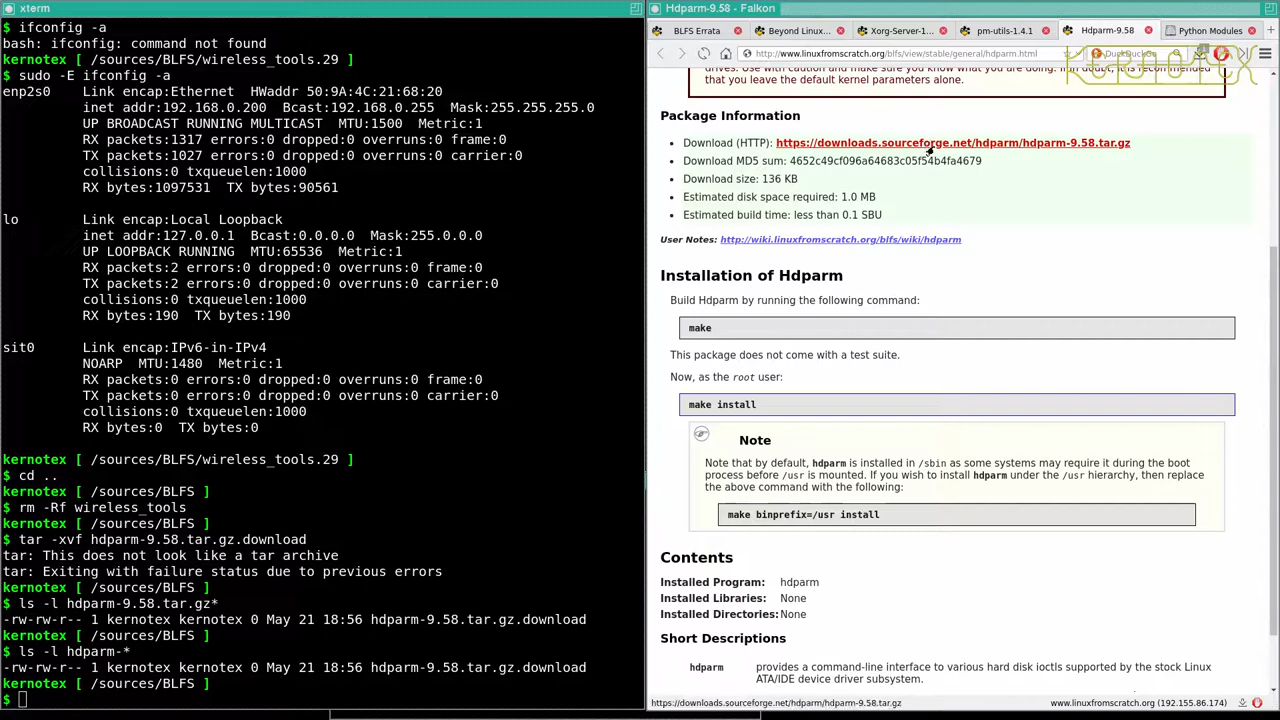 xterm
$ ifconfig -a
bash: ifconfig: command not found
kernotex [ /sources/BLFS/wireless_tools.29 ]
$ sudo -E ifconfig -a
enp2s0    Link encap:Ethernet  HWaddr 50:9A:4C:21:68:20
inet addr:192.168.0.200  Bcast:192.168.0.255  Mask:255.255.255.0
UP BROADCAST RUNNING MULTICAST  MTU:1500  Metric:1
RX packets:1317 errors:0 dropped:0 overruns:0 frame:0
TX packets:1027 errors:0 dropped:0 overruns:0 carrier:0
collisions:0 txqueuelen:1000
RX bytes:1097531  TX bytes:90561
lo        Link encap:Local Loopback
inet addr:127.0.0.1  Bcast:0.0.0.0  Mask:255.0.0.0
UP LOOPBACK RUNNING  MTU:65536  Metric:1
RX packets:2 errors:0 dropped:0 overruns:0 frame:0
TX packets:2 errors:0 dropped:0 overruns:0 carrier:0
collisions:0 txqueuelen:1000
RX bytes:190  TX bytes:190
sit0      Link encap:IPv6-in-IPv4
NOARP  MTU:1480  Metric:1
RX packets:0 errors:0 dropped:0 overruns:0 frame:0
TX packets:0 errors:0 dropped:0 overruns:0 carrier:0
collisions:0 txqueuelen:1000
RX bytes:0  TX bytes:0
kernotex [ /sources/BLFS/wireless_tools.29 ]
$ cd ..
kernotex [ /sources/BLFS ]
$ rm -Rf wireless_tools
kernotex [ /sources/BLFS ]
$ tar -xvf hdparm-9.58.tar.gz.download
tar: This does not look like a tar archive
tar: Exiting with failure status due to previous errors
kernotex [ /sources/BLFS ]
$ ls -l hdparm-9.58.tar.gz*
-rw-rw-r-- 1 kernotex kernotex 0 May 21 18:56 hdparm-9.58.tar.gz.download
kernotex [ /sources/BLFS ]
$ ls -l hdparm-*
-rw-rw-r-- 1 kernotex kernotex 0 May 21 18:56 hdparm-9.58.tar.gz.download
kernotex [ /sources/BLFS ]
$
Hdparm-9.58 - Falkon
BLFS Errata
Beyond Linux...
Xorg-Server-1...
pm-utils-1.4.1
Hdparm-9.58
Python Modules
http://www.linuxfromscratch.org/blfs/view/stable/general/hdparm.html
DuckDuckGo
KERNOTEX
that you leave the default kernel parameters alone.
Package Information
Download (HTTP): https://downloads.sourceforge.net/hdparm/hdparm-9.58.tar.gz
Download MD5 sum: 4652c49cf096a64683c05f54b4fa4679
Download size: 136 KB
Estimated disk space required: 1.0 MB
Estimated build time: less than 0.1 SBU
User Notes: http://wiki.linuxfromscratch.org/blfs/wiki/hdparm
Installation of Hdparm
Build Hdparm by running the following command:
make
This package does not come with a test suite.
Now, as the root user:
make install
Note
Note that by default, hdparm is installed in /sbin as some systems may require it during the boot
process before /usr is mounted. If you wish to install hdparm under the /usr hierarchy, then replace
the above command with the following:
make binprefix=/usr install
Contents
Installed Program: hdparm
Installed Libraries: None
Installed Directories: None
Short Descriptions
hdparm provides a command-line interface to various hard disk ioctls supported by the stock Linux
ATA/IDE device driver subsystem.
https://downloads.sourceforge.net/hdparm/hdparm-9.58.tar.gz
www.linuxfromscratch.org (192.155.86.174)